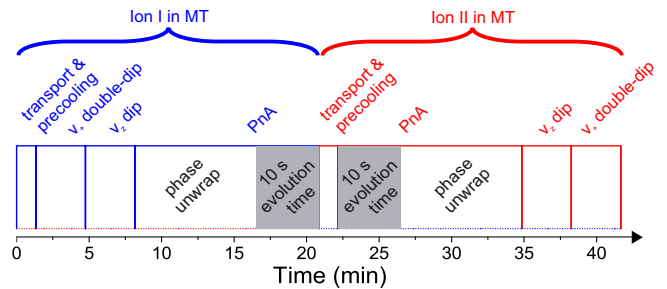 Ion I in MT
Ion II in MT
transport &
precooling
ν₊ double-dip
ν_z dip
PnA
transport &
precooling
PnA
ν_z dip
ν₊ double-dip
phase
unwrap
10 s
evolution
time
10 s
evolution
time
phase
unwrap
0 5 10 15 20 25 30 35 40
Time (min)